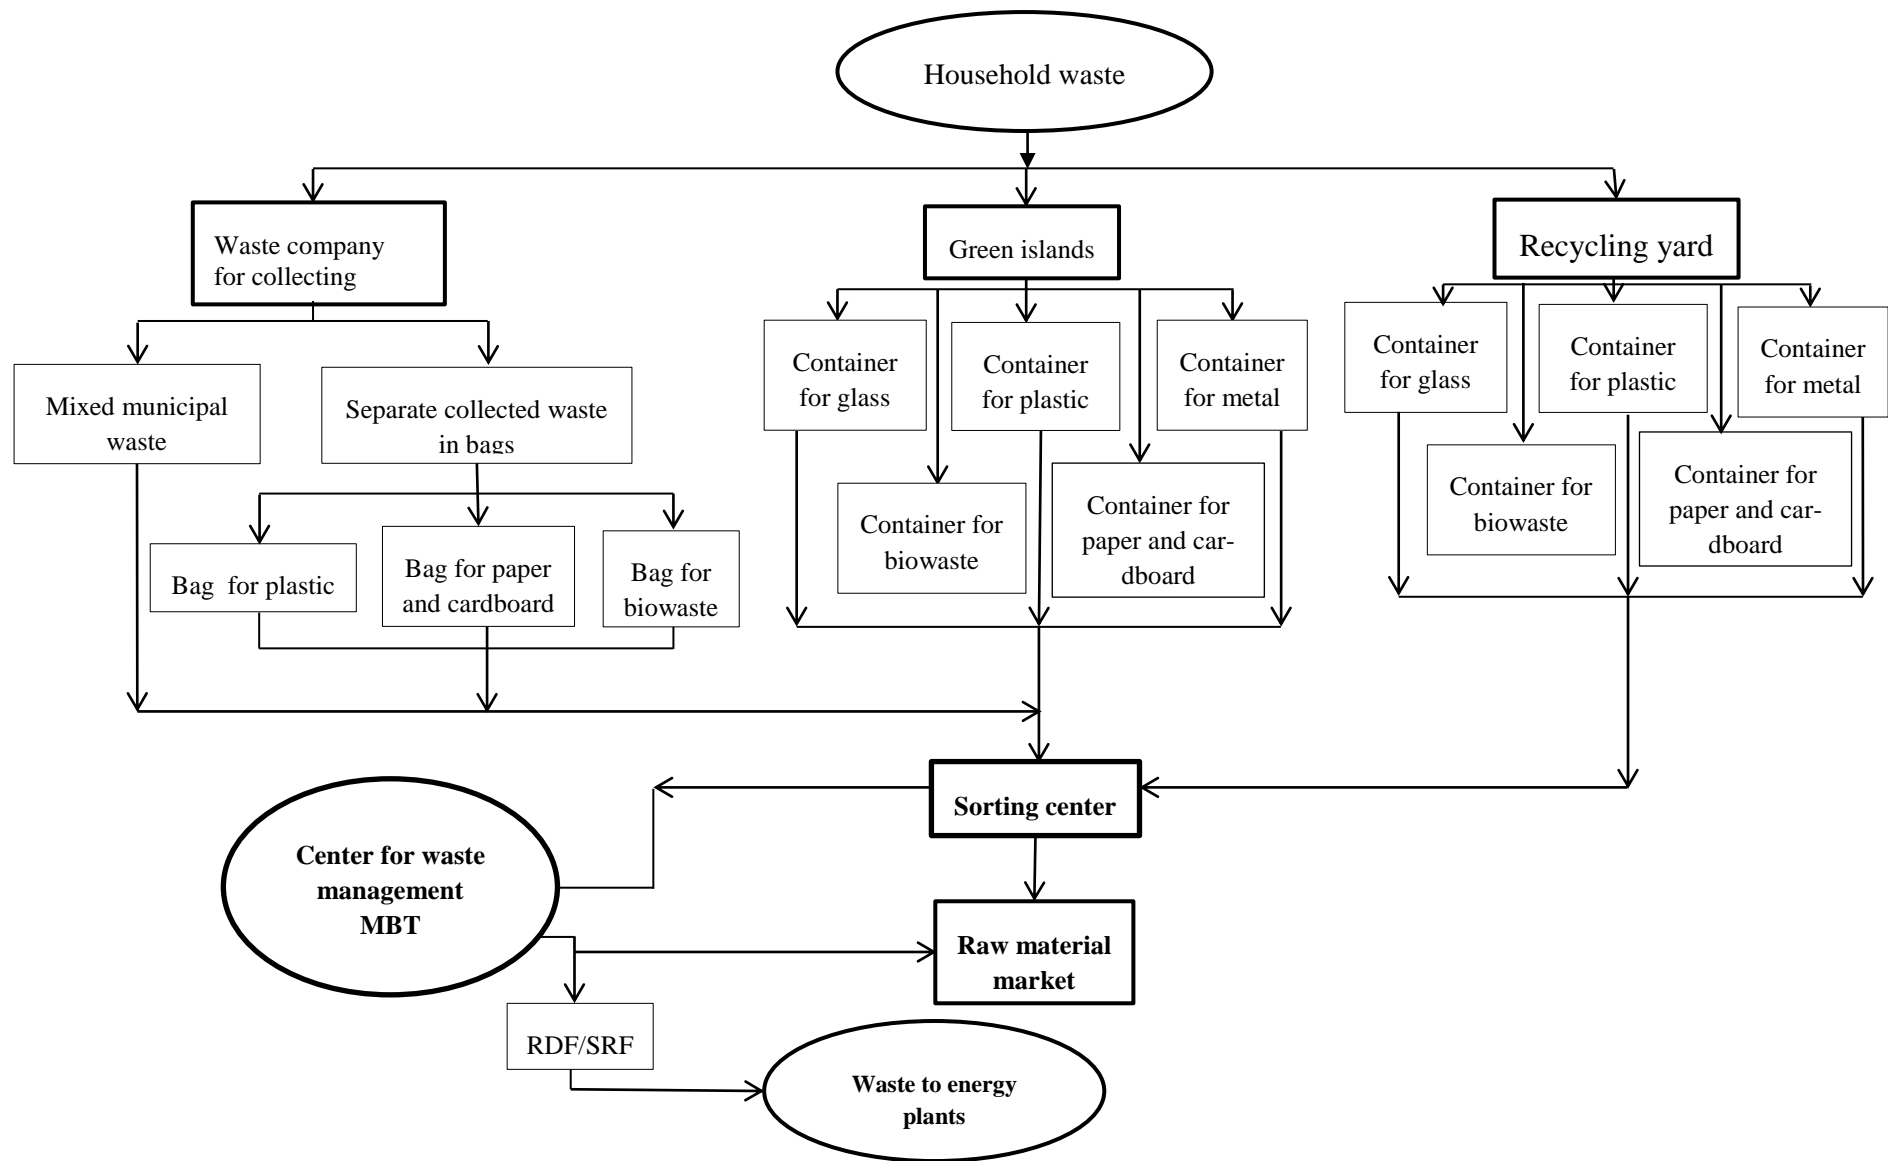 Household waste
Waste company
for collecting
Green islands
Recycling yard
Mixed municipal
waste
Separate collected waste
in bags
Bag  for plastic
Bag for paper
and cardboard
Bag for
biowaste
Container
for glass
Container
for plastic
Container
for metal
Container for
biowaste
Container for
paper and car-
dboard
Container
for glass
Container
for plastic
Container
for metal
Container for
biowaste
Container for
paper and car-
dboard
Sorting center
Center for waste
management
MBT
Raw material
market
RDF/SRF
Waste to energy
plants